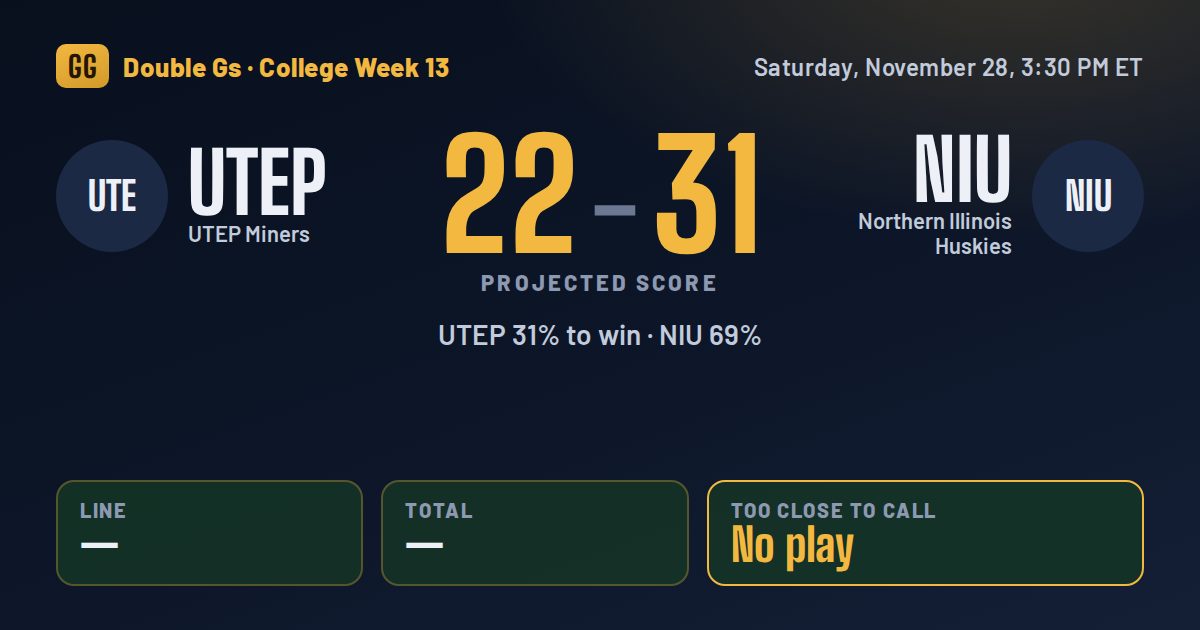 GG
Double Gs · College Week 13
Saturday, November 28, 3:30 PM ET
UTE
UTEP
UTEP Miners
22 – 31
PROJECTED SCORE
UTEP 31% to win · NIU 69%
NIU
Northern Illinois
Huskies
NIU
LINE
—
TOTAL
—
TOO CLOSE TO CALL
No play